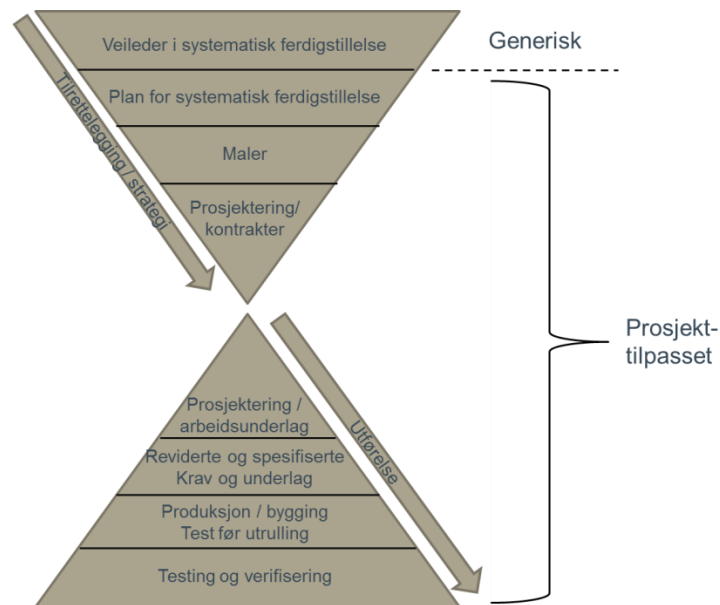 Veileder i systematisk ferdigstillelse
Generisk
Plan for systematisk ferdigstillelse
Maler
Prosjektering/
kontrakter
Tilrettelegging / strategi
Prosjekt-
tilpasset
Prosjektering /
arbeidsunderlag
Reviderte og spesifiserte
Krav og underlag
Produksjon / bygging
Test før utrulling
Testing og verifisering
Utførelse